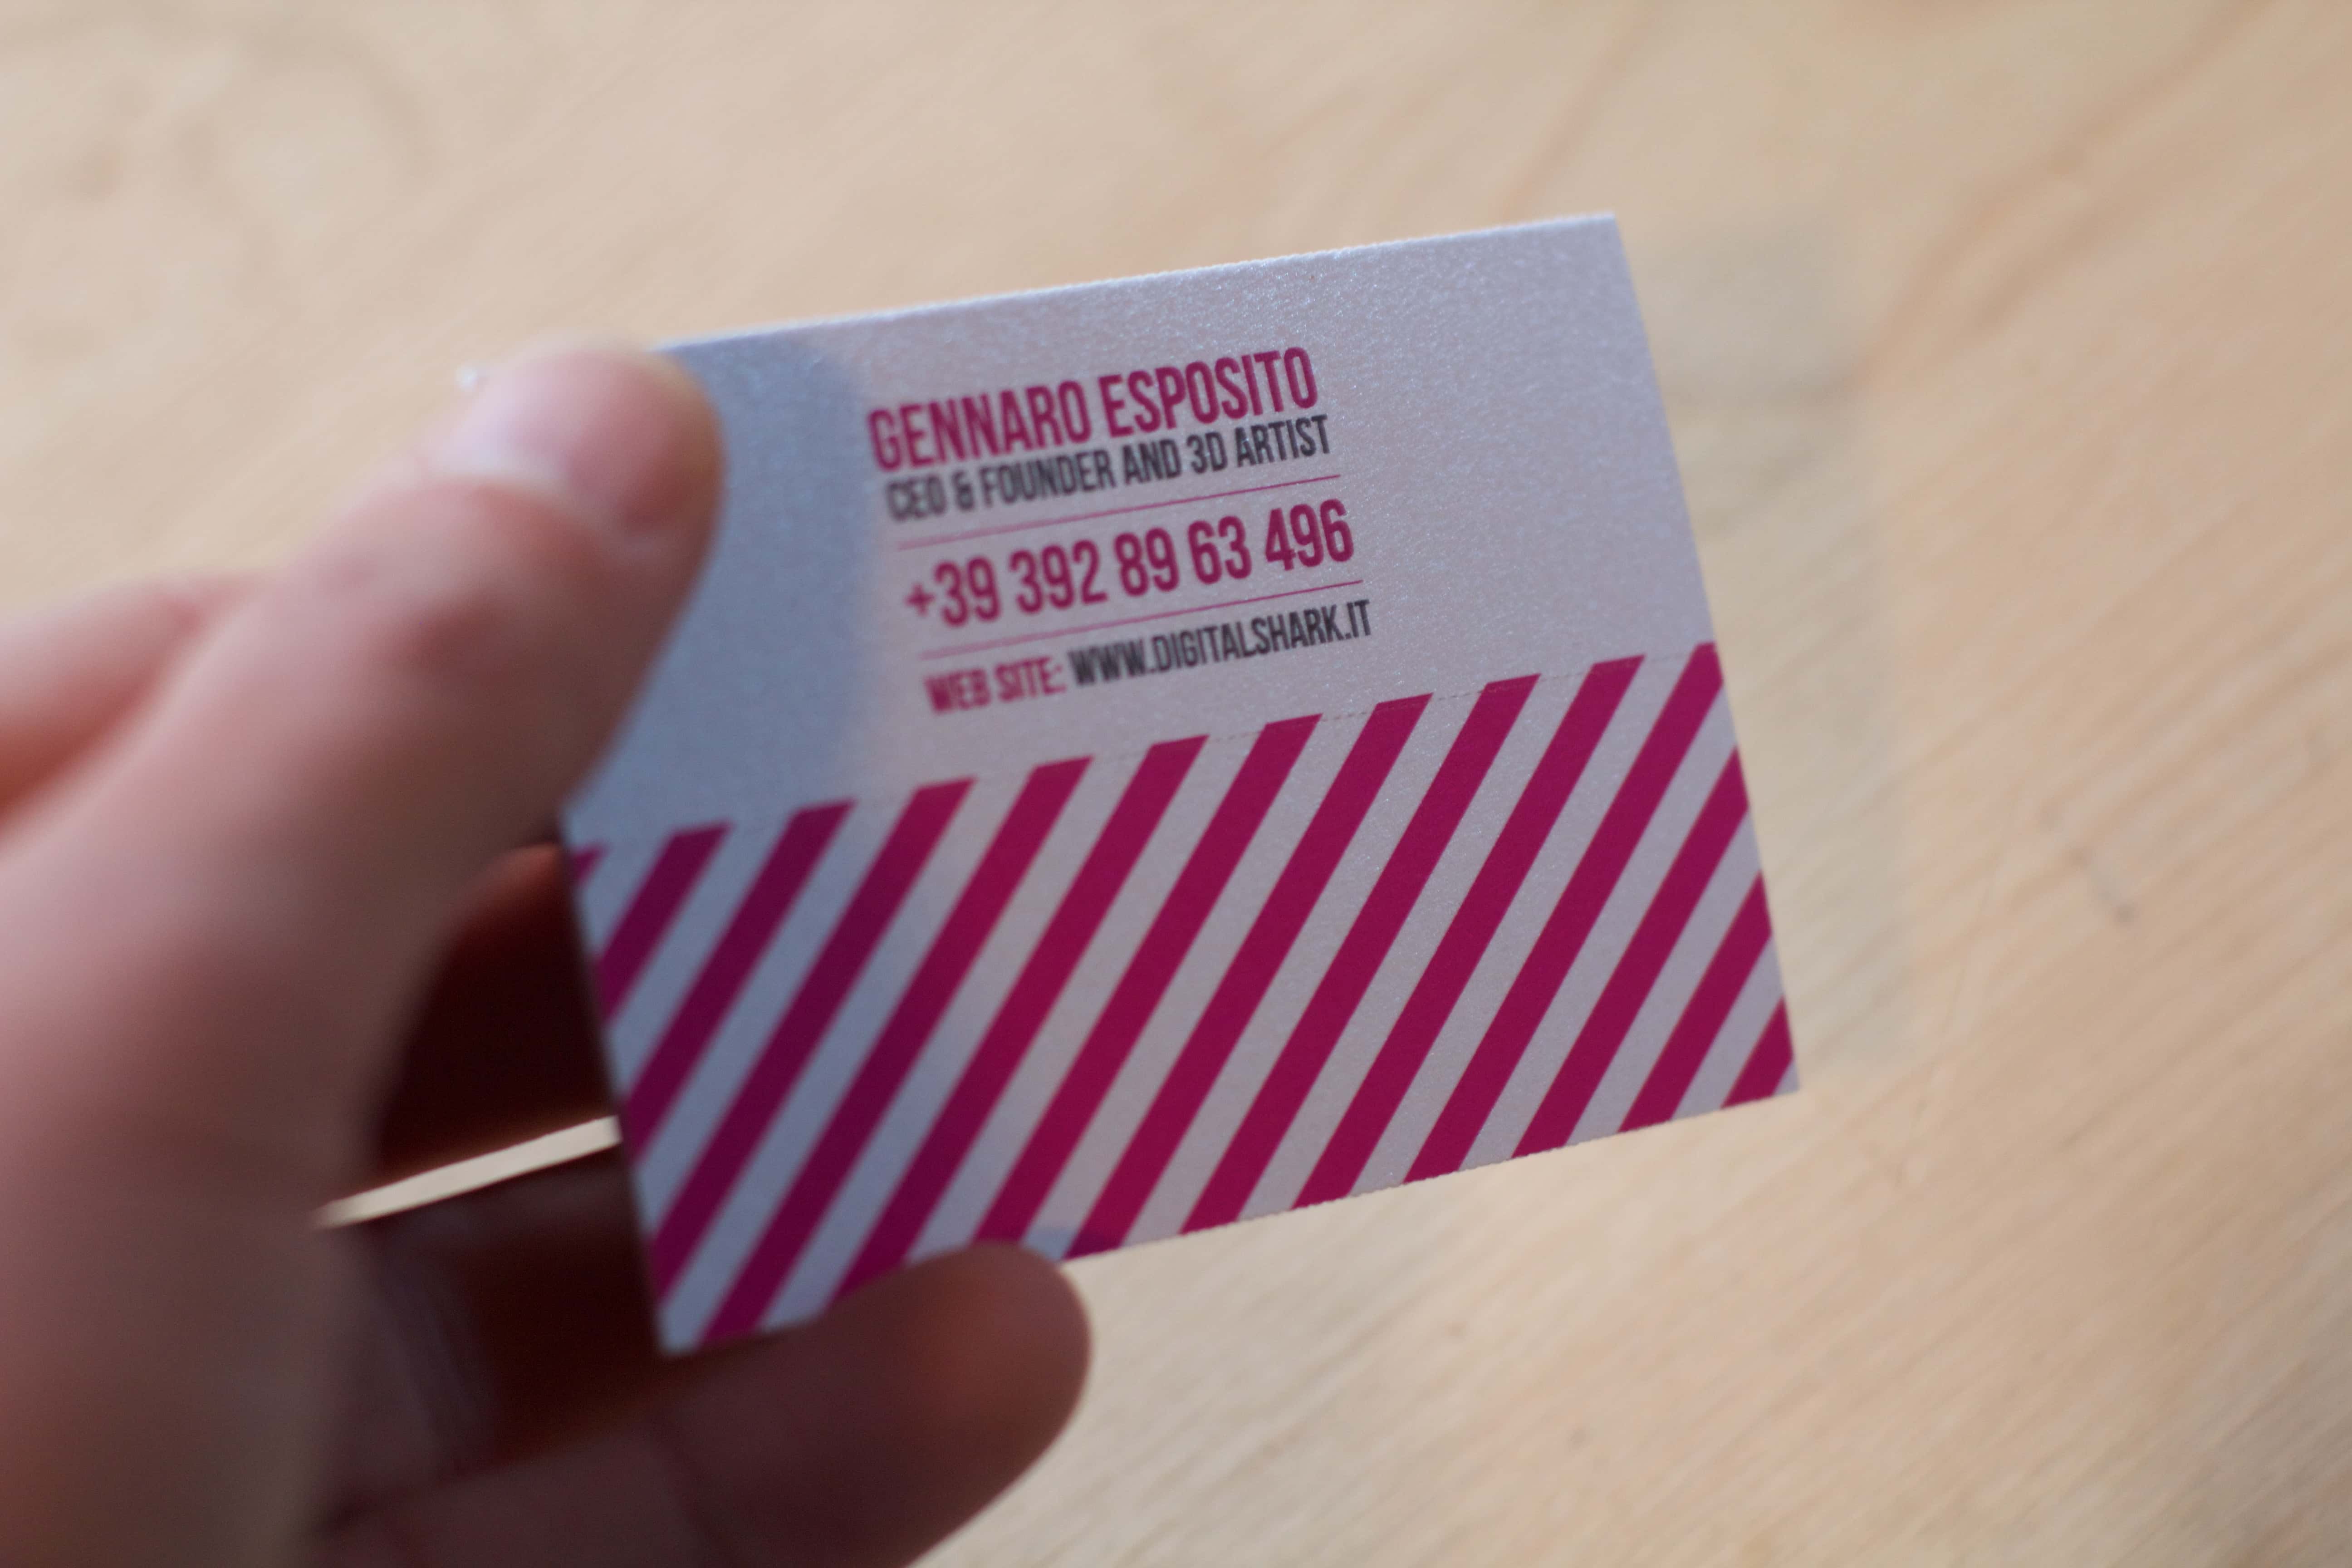 GENNARO ESPOSITO
CEO & FOUNDER AND 3D ARTIST
+39 392 89 63 496
WEB SITE: WWW.DIGITALSHARK.IT